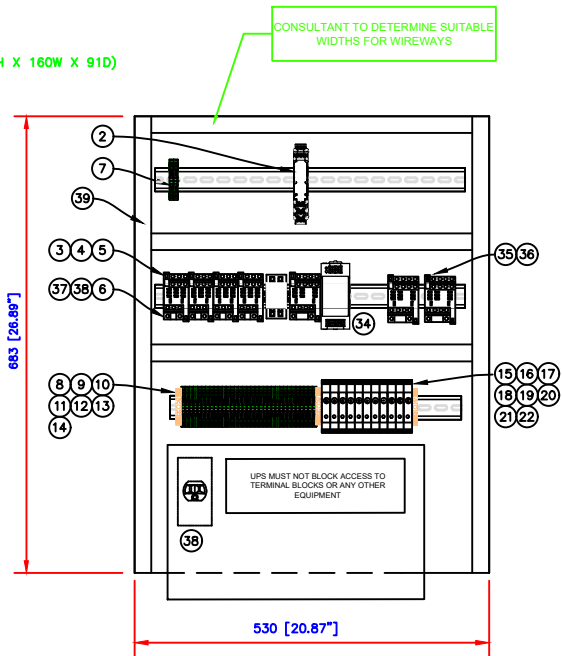 CONSULTANT TO DETERMINE SUITABLE
WIDTHS FOR WIREWAYS
H X 160W X 91D)
2
7
39
3 4 5
37 38 6
35 36
34
683 [26.89"]
8 9 10
11 12 13
14
15 16 17
18 19 20
21 22
UPS MUST NOT BLOCK ACCESS TO
TERMINAL BLOCKS OR ANY OTHER
EQUIPMENT
38
530 [20.87"]